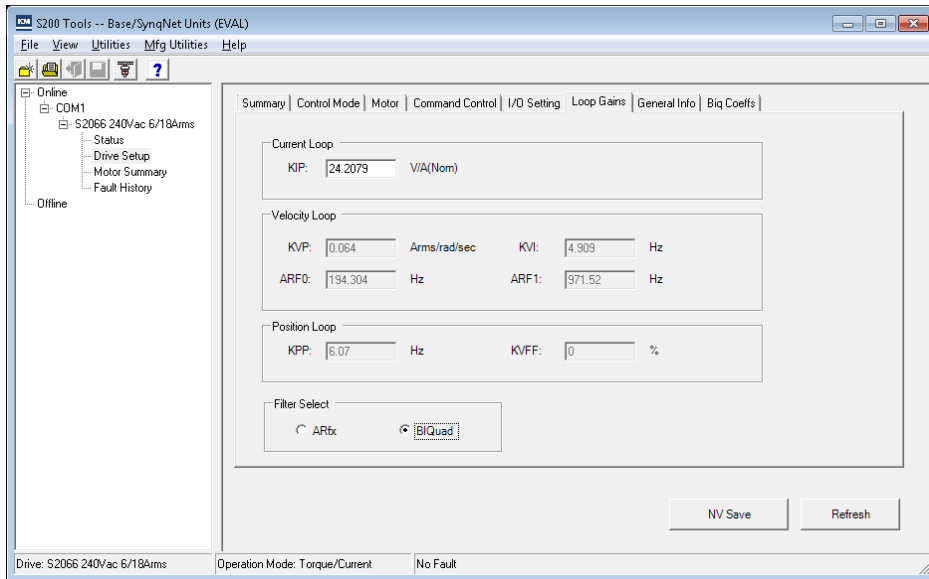 KM S200 Tools -- Base/SynqNet Units (EVAL)
File View Utilities Mfg Utilities Help
?
Online
COM1
S2066 240Vac 6/18Arms
Status
Drive Setup
Motor Summary
Fault History
Offline
Summary Control Mode Motor Command Control I/O Setting Loop Gains General Info Biq Coeffs
Current Loop
KIP: 24.2079 V/A(Nom)
Velocity Loop
KVP: 0.064 Arms/rad/sec KVI: 4.909 Hz
ARF0: 194.304 Hz ARF1: 971.52 Hz
Position Loop
KPP: 6.07 Hz KVFF: 0 %
Filter Select
ARfx BIQuad
NV Save Refresh
Drive: S2066 240Vac 6/18Arms Operation Mode: Torque/Current No Fault